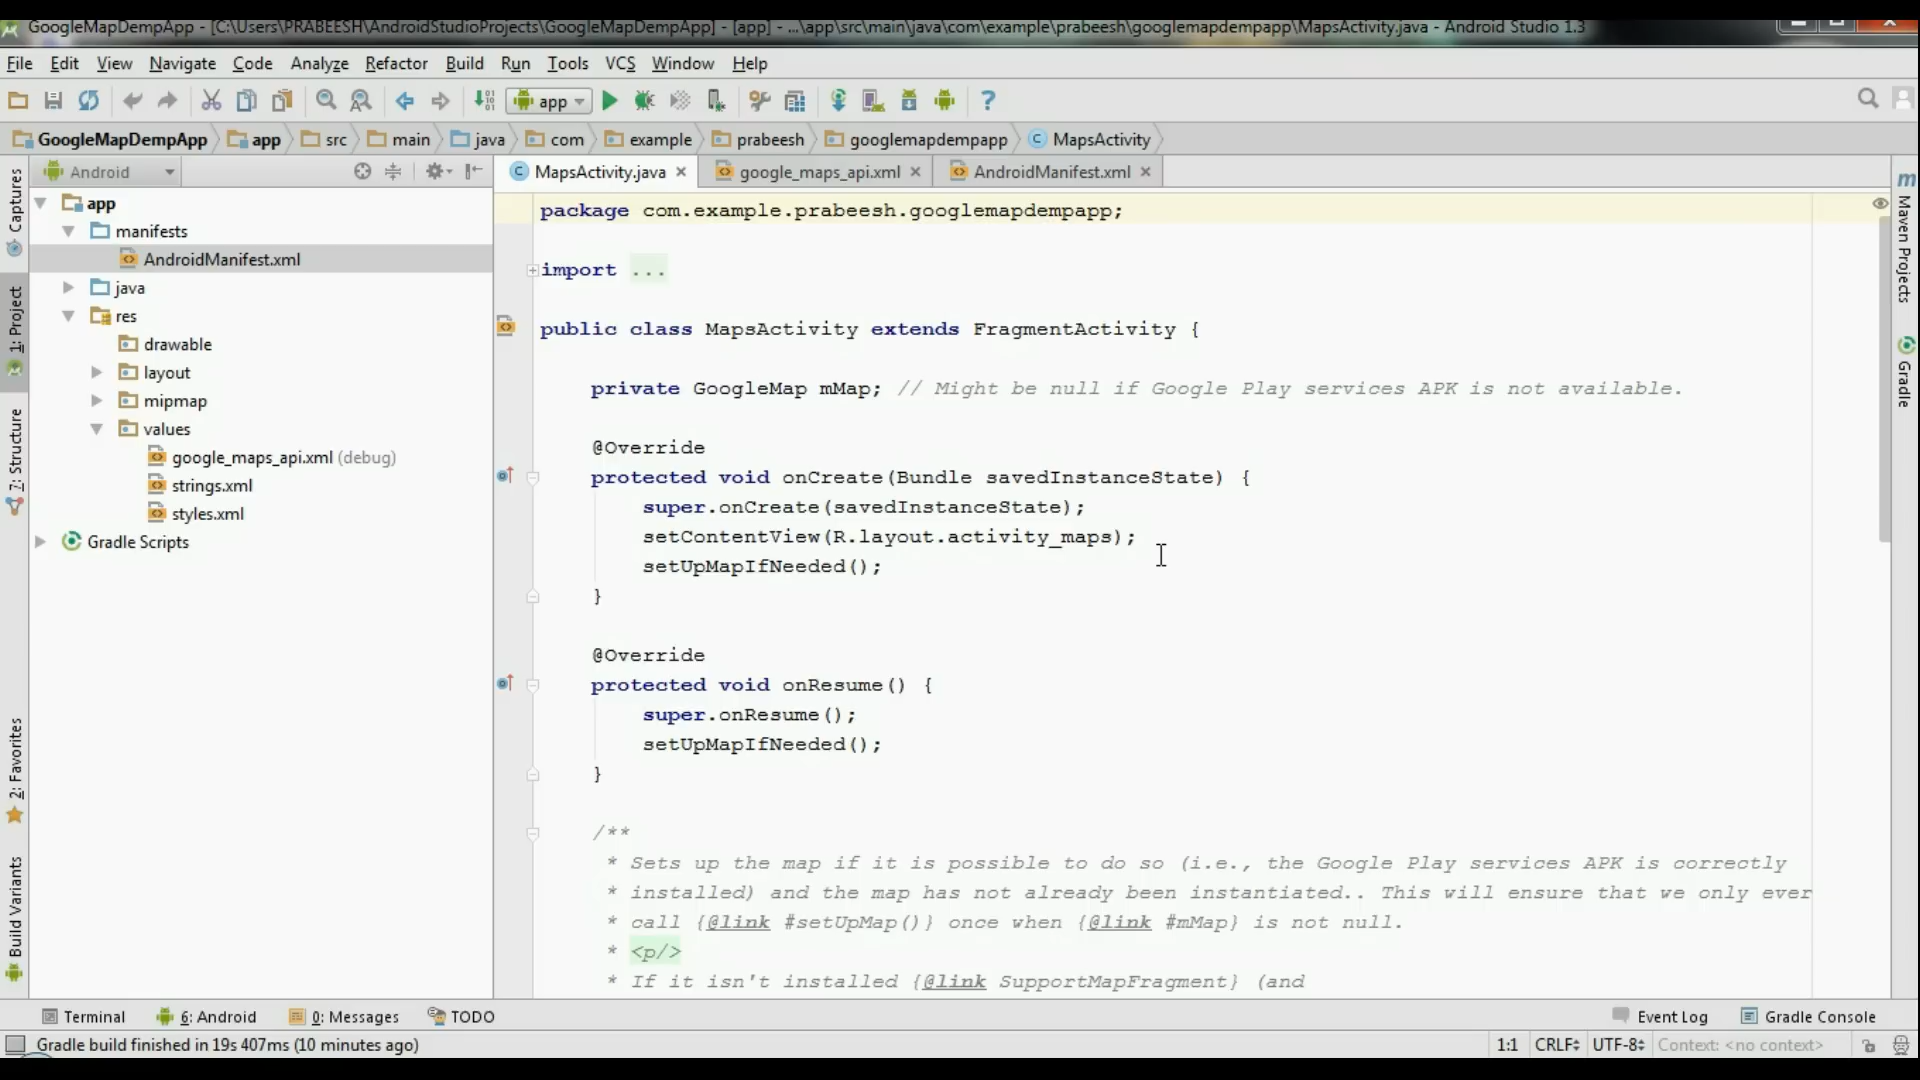 GoogleMapDempApp - [C:\Users\PRABEESH\AndroidStudioProjects\GoogleMapDempApp] - [app] - ...\app\src\main\java\com\example\prabeesh\googlemapdempapp\MapsActivity.java - Android Studio 1.3
File Edit View Navigate Code Analyze Refactor Build Run Tools VCS Window Help
app
GoogleMapDempApp app src main java com example prabeesh googlemapdempapp MapsActivity
Android
MapsActivity.java google_maps_api.xml AndroidManifest.xml
app
manifests
AndroidManifest.xml
java
res
drawable
layout
mipmap
values
google_maps_api.xml (debug)
strings.xml
styles.xml
Gradle Scripts
Captures
1: Project
7: Structure
2: Favorites
Build Variants
package com.example.prabeesh.googlemapdempapp;
import ...
public class MapsActivity extends FragmentActivity {
private GoogleMap mMap; // Might be null if Google Play services APK is not available.
@Override
protected void onCreate(Bundle savedInstanceState) {
super.onCreate(savedInstanceState);
setContentView(R.layout.activity_maps);
setUpMapIfNeeded();
}
@Override
protected void onResume() {
super.onResume();
setUpMapIfNeeded();
}
/**
* Sets up the map if it is possible to do so (i.e., the Google Play services APK is correctly
* installed) and the map has not already been instantiated.. This will ensure that we only ever
* call {@link #setUpMap()} once when {@link #mMap} is not null.
* <p/>
* If it isn't installed {@link SupportMapFragment} (and
m Maven Projects
Gradle
Terminal 6: Android 0: Messages TODO Event Log Gradle Console
Gradle build finished in 19s 407ms (10 minutes ago) 1:1 CRLF UTF-8 Context: <no context>